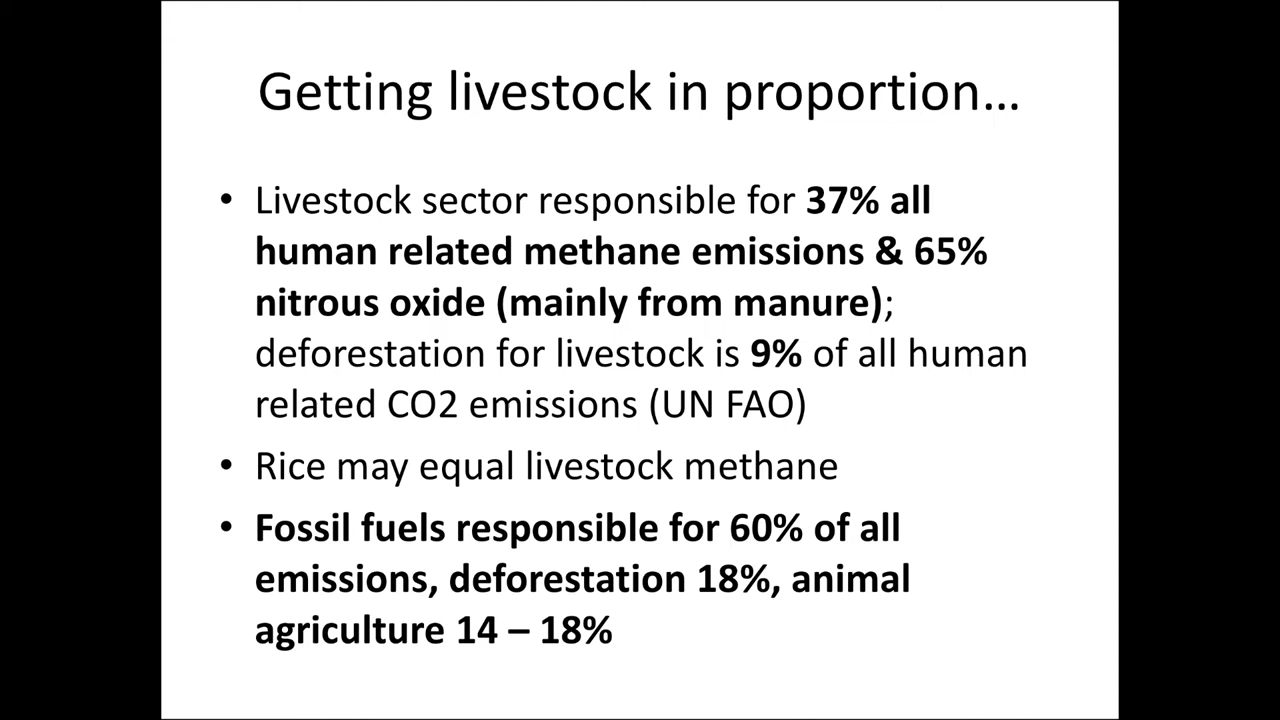 Getting livestock in proportion...
• Livestock sector responsible for 37% all
human related methane emissions & 65%
nitrous oxide (mainly from manure);
deforestation for livestock is 9% of all human
related CO2 emissions (UN FAO)
• Rice may equal livestock methane
• Fossil fuels responsible for 60% of all
emissions, deforestation 18%, animal
agriculture 14 – 18%